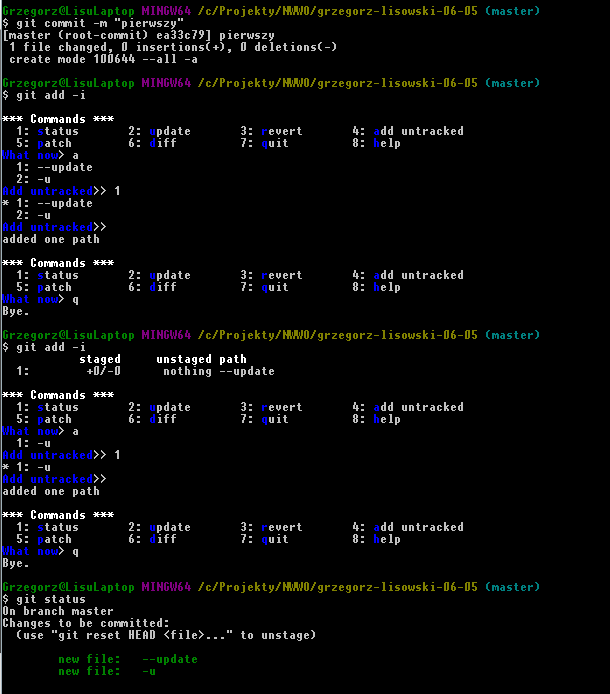 Grzegorz@LisuLaptop MINGW64 /c/Projekty/NWWO/grzegorz-lisowski-06-05 (master)
$ git commit -m "pierwszy"
[master (root-commit) ea33c79] pierwszy
 1 file changed, 0 insertions(+), 0 deletions(-)
 create mode 100644 --all -a

Grzegorz@LisuLaptop MINGW64 /c/Projekty/NWWO/grzegorz-lisowski-06-05 (master)
$ git add -i

*** Commands ***
  1: status       2: update       3: revert       4: add untracked
  5: patch        6: diff         7: quit         8: help
What now> a
  1: --update
  2: -u
Add untracked>> 1
* 1: --update
  2: -u
Add untracked>>
added one path

*** Commands ***
  1: status       2: update       3: revert       4: add untracked
  5: patch        6: diff         7: quit         8: help
What now> q
Bye.

Grzegorz@LisuLaptop MINGW64 /c/Projekty/NWWO/grzegorz-lisowski-06-05 (master)
$ git add -i
           staged     unstaged path
  1:        +0/-0      nothing --update

*** Commands ***
  1: status       2: update       3: revert       4: add untracked
  5: patch        6: diff         7: quit         8: help
What now> a
  1: -u
Add untracked>> 1
* 1: -u
Add untracked>>
added one path

*** Commands ***
  1: status       2: update       3: revert       4: add untracked
  5: patch        6: diff         7: quit         8: help
What now> q
Bye.

Grzegorz@LisuLaptop MINGW64 /c/Projekty/NWWO/grzegorz-lisowski-06-05 (master)
$ git status
On branch master
Changes to be committed:
  (use "git reset HEAD <file>..." to unstage)

        new file:   --update
        new file:   -u